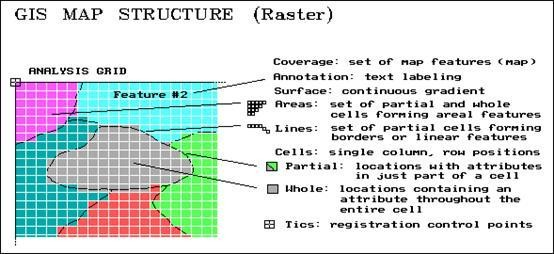 GIS MAP STRUCTURE (Raster)
ANALYSIS GRID
Feature #2
Coverage: set of map features (map)
Annotation: text labeling
Surface: continuous gradient
Areas: set of partial and whole
cells forming areal features
Lines: set of partial cells forming
borders or linear features
Cells: single column, row positions
Partial: locations with attributes
in just part of a cell
Whole: locations containing an
attribute throughout the
entire cell
Tics: registration control points